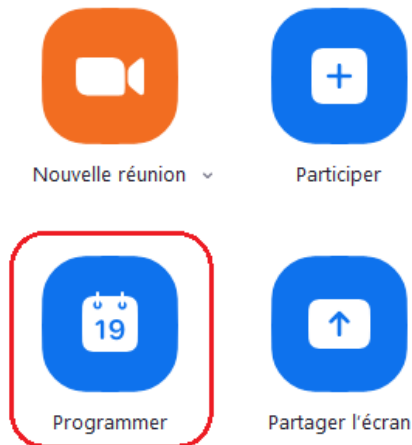 Nouvelle réunion
Participer
19
Programmer
Partager l'écran